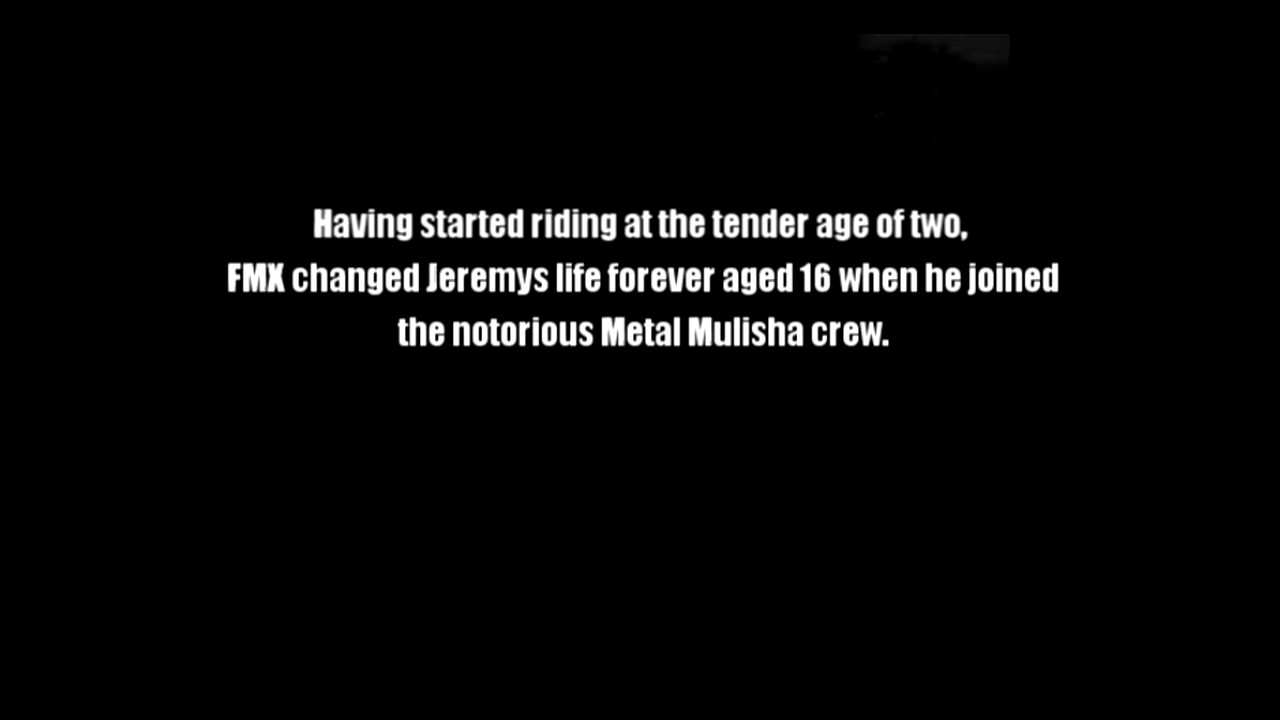 Having started riding at the tender age of two,
FMX changed Jeremys life forever aged 16 when he joined
the notorious Metal Mulisha crew.